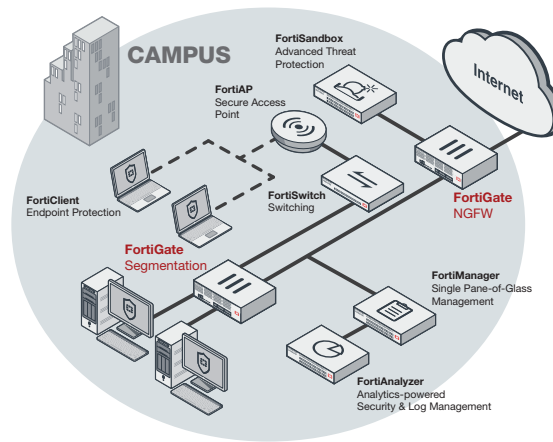 CAMPUS
FortiSandbox
Advanced Threat
Protection
Internet
FortiAP
Secure Access
Point
FortiClient
Endpoint Protection
FortiSwitch
Switching
FortiGate
NGFW
FortiGate
Segmentation
FortiManager
Single Pane-of-Glass
Management
FortiAnalyzer
Analytics-powered
Security & Log Management